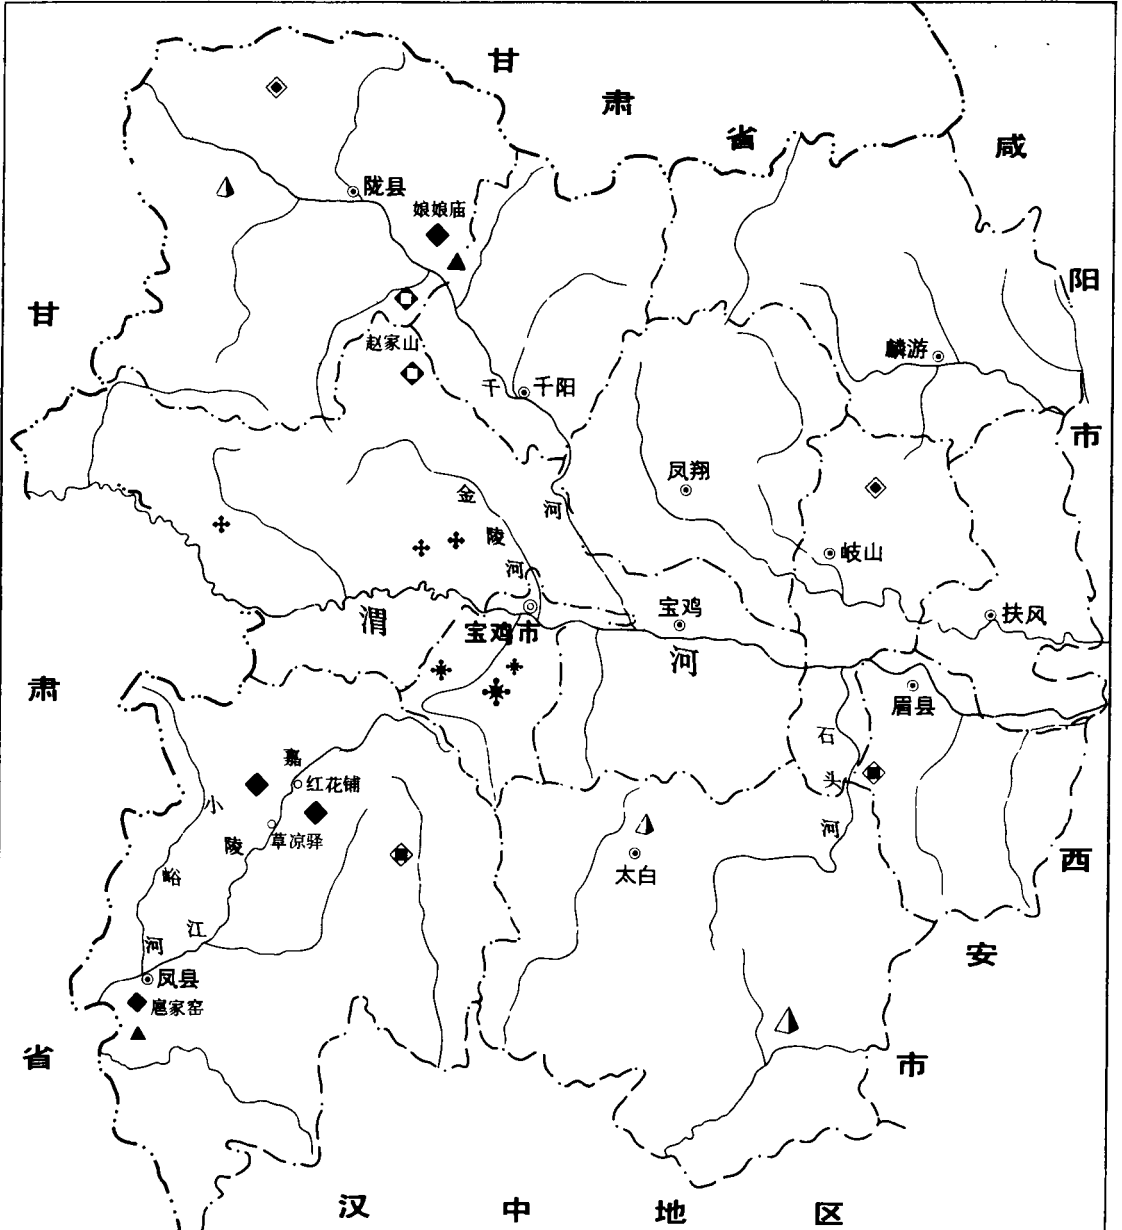 甘肃省
咸阳市
甘肃省
陇县
娘娘庙
赵家山
千河
千阳
麟游
凤翔
金陵河
岐山
渭河
宝鸡市
宝鸡
扶风
眉县
石头河
嘉陵江
红花铺
草凉驿
小峪河
太白
凤县
扈家窑
西安市
汉中地区